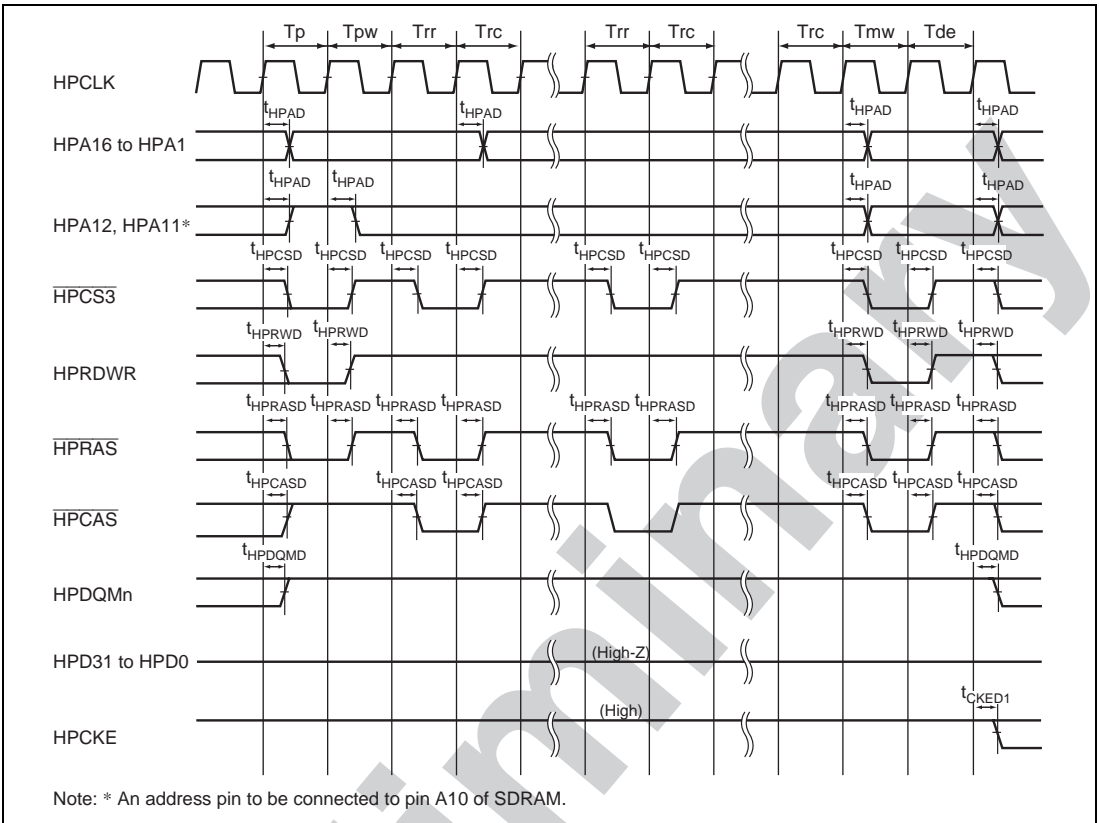 Tp Tpw Trr Trc Trr Trc Trc Tmw Tde
HPCLK
tHPAD tHPAD tHPAD tHPAD
HPA16 to HPA1
tHPAD tHPAD tHPAD tHPAD
HPA12, HPA11*
tHPCSD tHPCSD tHPCSD tHPCSD tHPCSD tHPCSD tHPCSD tHPCSD tHPCSD
HPCS3
tHPRWD tHPRWD tHPRWD tHPRWD tHPRWD
HPRDWR
tHPRASD tHPRASD tHPRASD tHPRASD tHPRASD tHPRASD tHPRASD tHPRASD tHPRASD
HPRAS
tHPCASD tHPCASD tHPCASD tHPCASD tHPCASD tHPCASD
HPCAS
tHPDQMD tHPDQMD
HPDQMn
HPD31 to HPD0 (High-Z)
tCKED1
(High)
HPCKE
Note: * An address pin to be connected to pin A10 of SDRAM.